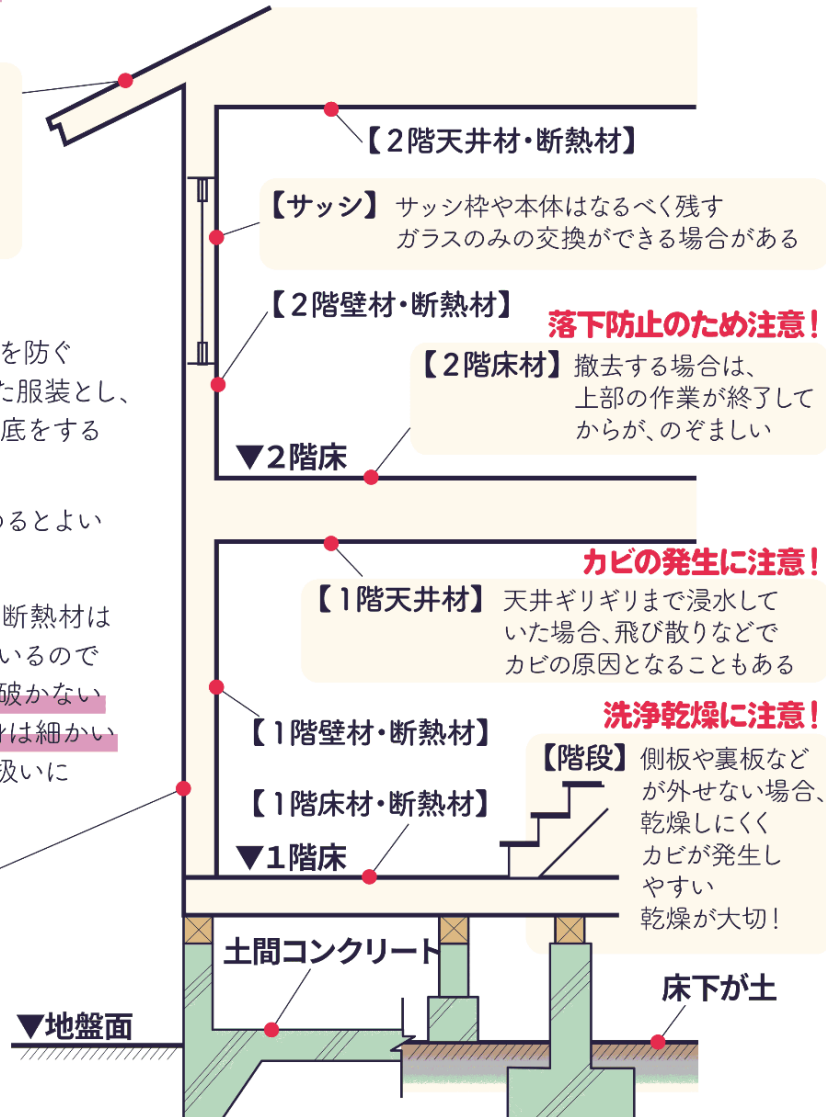 【2階天井材・断熱材】
【サッシ】 サッシ枠や本体はなるべく残す
ガラスのみの交換ができる場合がある
【2階壁材・断熱材】
落下防止のため注意!
【2階床材】 撤去する場合は、
上部の作業が終了して
からが、のぞましい
▼2階床
を防ぐ
た服装とし、
底をする
るとよい
カビの発生に注意!
【1階天井材】 天井ギリギリまで浸水して
いた場合、飛び散りなどで
カビの原因となることもある
断熱材は
いるので
破かない
は細かい
扱いに
【1階壁材・断熱材】
洗浄乾燥に注意!
【階段】 側板や裏板など
が外せない場合、
乾燥しにくく
カビが発生し
やすい
乾燥が大切!
【1階床材・断熱材】
▼1階床
土間コンクリート
床下が土
▼地盤面